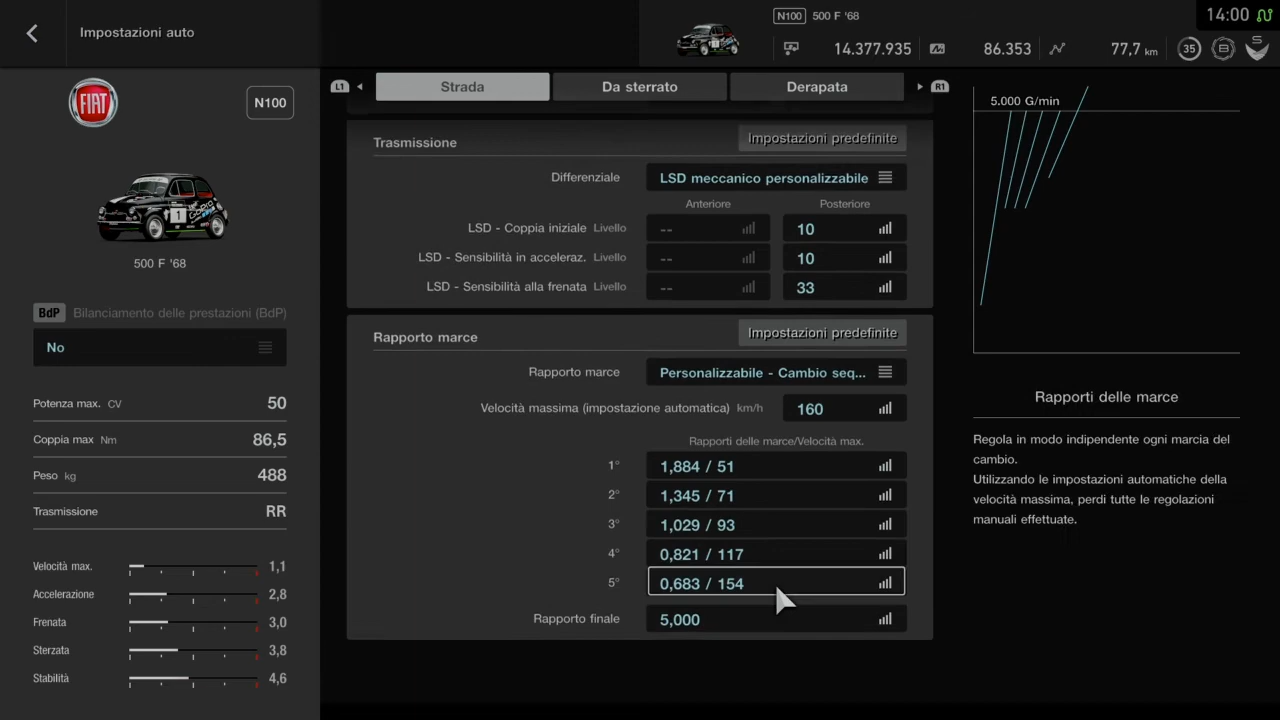 Impostazioni auto
N100 500 F '68
14:00
14.377.935 86.353 77,7 km 35 B S
FIAT
N100
500 F '68
BdP Bilanciamento delle prestazioni (BdP)
No
Potenza max. CV 50
Coppia max Nm 86,5
Peso kg 488
Trasmissione RR
Velocità max. 1,1
Accelerazione 2,8
Frenata 3,0
Sterzata 3,8
Stabilità 4,6
L1 Strada Da sterrato Derapata R1
Trasmissione Impostazioni predefinite
Differenziale LSD meccanico personalizzabile
Anteriore Posteriore
LSD - Coppia iniziale Livello -- 10
LSD - Sensibilità in acceleraz. Livello -- 10
LSD - Sensibilità alla frenata Livello -- 33
Rapporto marce Impostazioni predefinite
Rapporto marce Personalizzabile - Cambio seq...
Velocità massima (impostazione automatica) km/h 160
Rapporti delle marce/Velocità max.
1° 1,884 / 51
2° 1,345 / 71
3° 1,029 / 93
4° 0,821 / 117
5° 0,683 / 154
Rapporto finale 5,000
5.000 G/min
Rapporti delle marce
Regola in modo indipendente ogni marcia del
cambio.
Utilizzando le impostazioni automatiche della
velocità massima, perdi tutte le regolazioni
manuali effettuate.